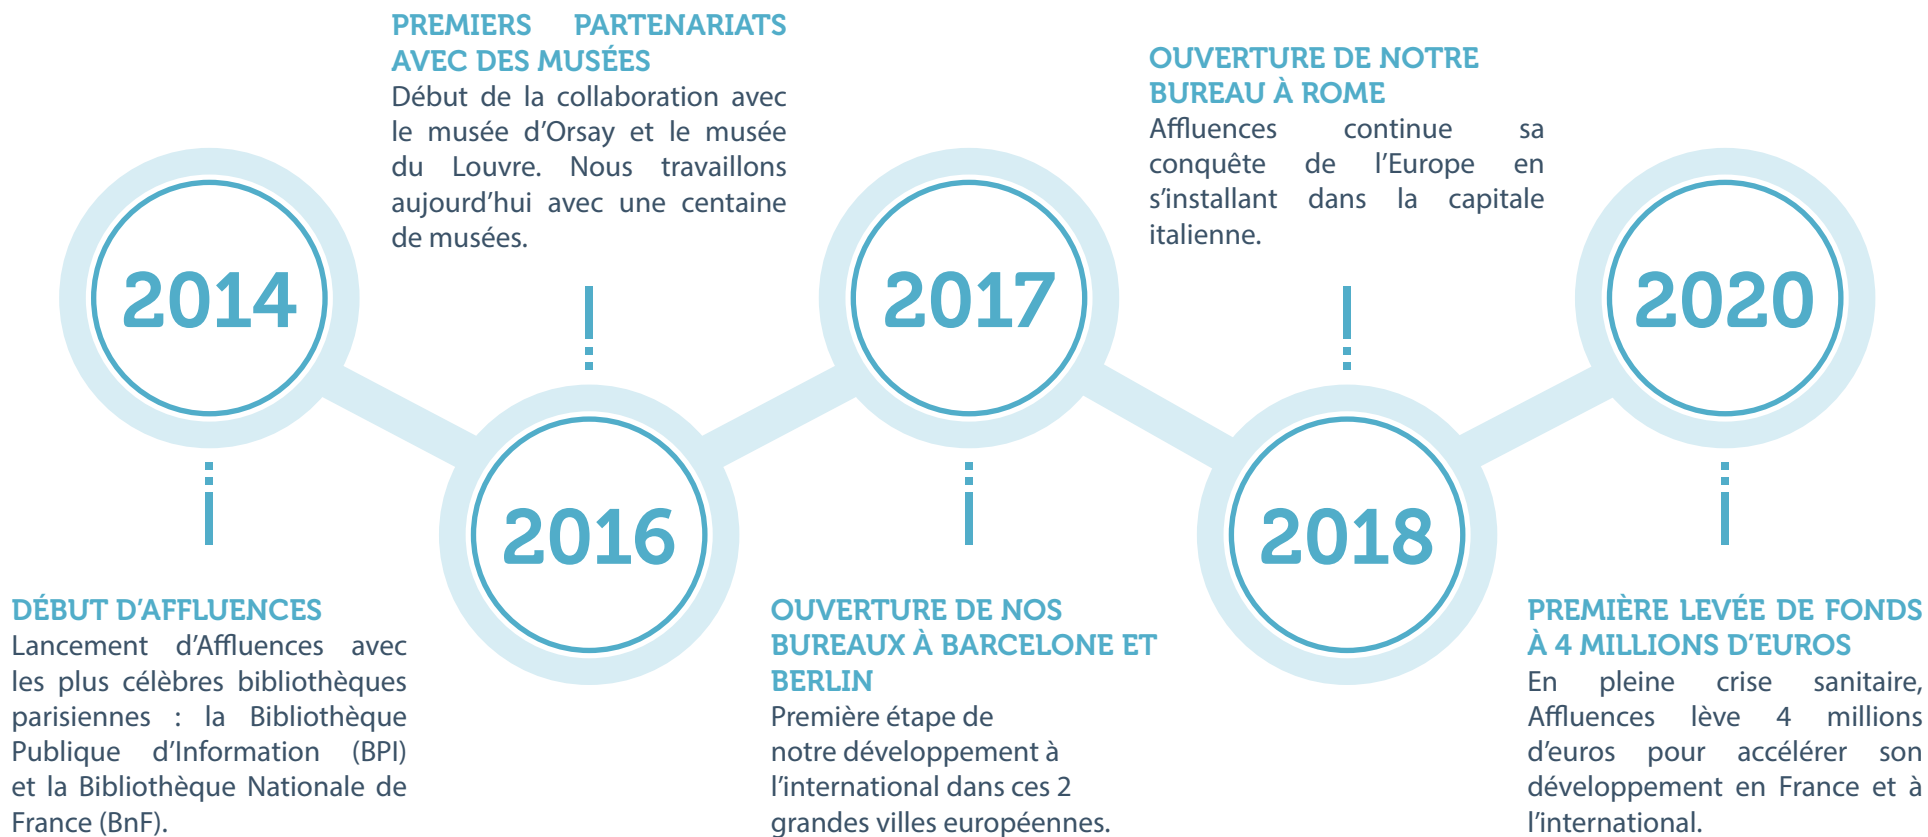 2014
DÉBUT D’AFFLUENCES
Lancement d’Affluences avec
les plus célèbres bibliothèques
parisiennes : la Bibliothèque
Publique d’Information (BPI)
et la Bibliothèque Nationale de
France (BnF).
PREMIERS PARTENARIATS
AVEC DES MUSÉES
Début de la collaboration avec
le musée d’Orsay et le musée
du Louvre. Nous travaillons
aujourd’hui avec une centaine
de musées.
2016
2017
OUVERTURE DE NOS
BUREAUX À BARCELONE ET
BERLIN
Première étape de
notre développement à
l’international dans ces 2
grandes villes européennes.
OUVERTURE DE NOTRE
BUREAU À ROME
Affluences continue sa
conquête de l’Europe en
s’installant dans la capitale
italienne.
2018
2020
PREMIÈRE LEVÉE DE FONDS
À 4 MILLIONS D’EUROS
En pleine crise sanitaire,
Affluences lève 4 millions
d’euros pour accélérer son
développement en France et à
l’international.